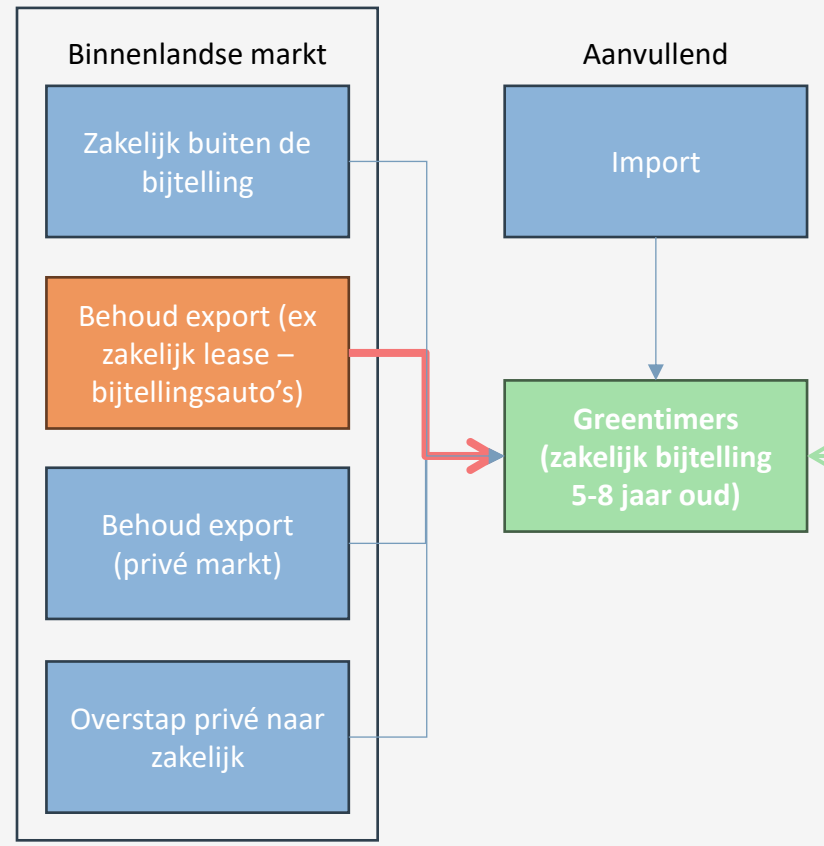 Binnenlandse markt
Zakelijk buiten de
bijtelling
Behoud export (ex
zakelijk lease –
bijtellingsauto’s)
Behoud export
(privé markt)
Overstap privé naar
zakelijk
Aanvullend
Import
Greentimers
(zakelijk bijtelling
5-8 jaar oud)